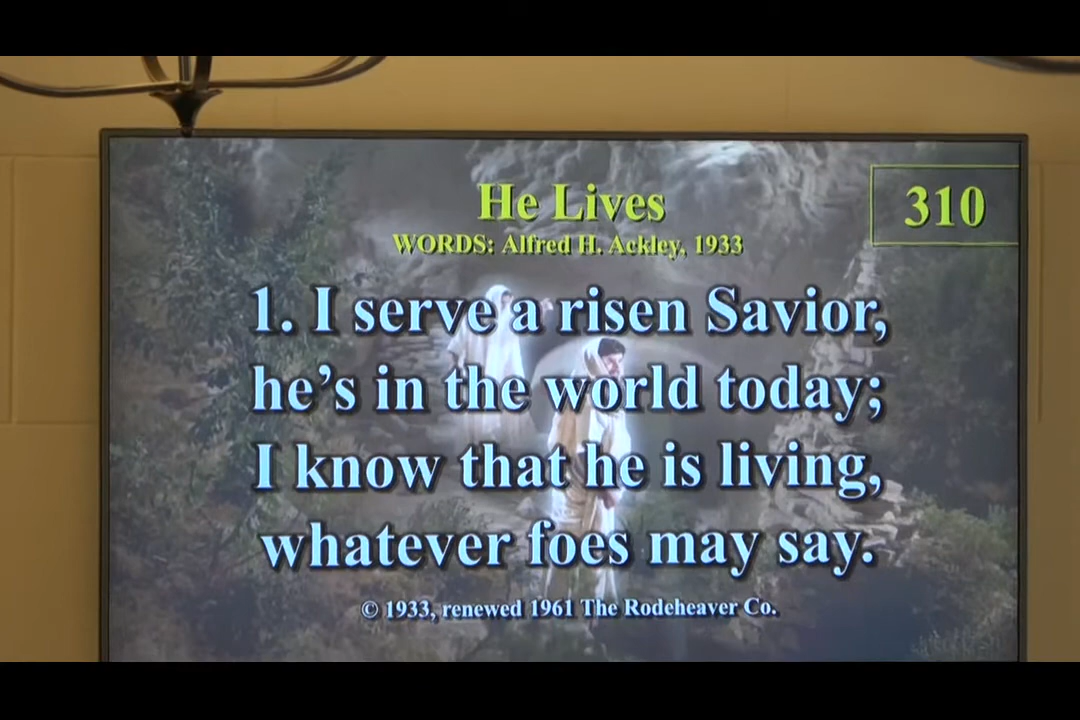 He Lives
310
WORDS: Alfred H. Ackley, 1933
1. I serve a risen Savior,
he’s in the world today;
I know that he is living,
whatever foes may say.
© 1933, renewed 1961 The Rodeheaver Co.